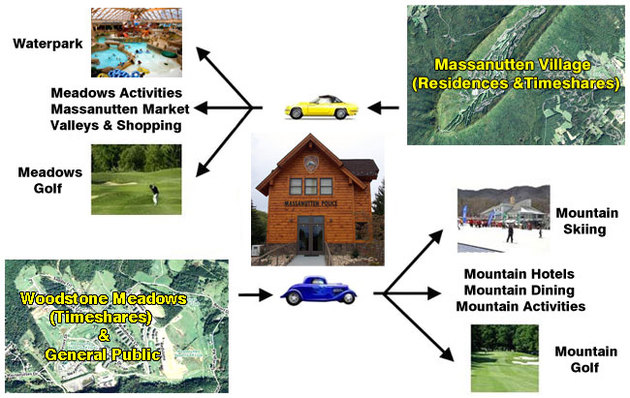 Waterpark
Massanutten Village
(Residences &Timeshares)
Meadows Activities
Massanutten Market
Valleys & Shopping
Meadows
Golf
MASSANUTTEN POLICE
Mountain
Skiing
Woodstone Meadows
(Timeshares)
&
General Public
Mountain Hotels
Mountain Dining
Mountain Activities
Mountain
Golf